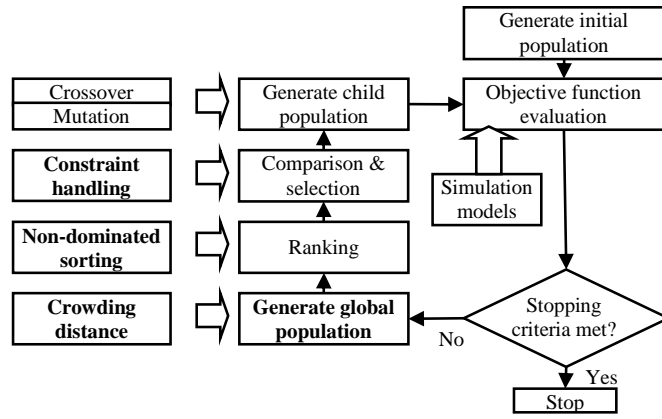 Generate initial
population
Crossover
Mutation
Generate child
population
Objective function
evaluation
Constraint
handling
Comparison &
selection
Simulation
models
Non-dominated
sorting
Ranking
Crowding
distance
Generate global
population
No
Stopping
criteria met?
Yes
Stop